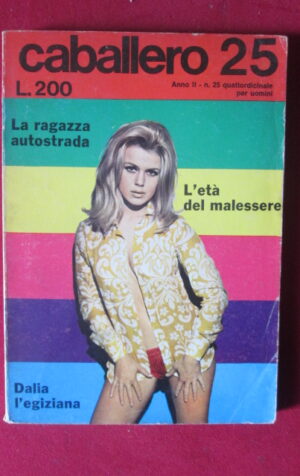 caballero 25
L.200
Anno II - n. 25 quattordicinale
per uomini
La ragazza
autostrada
L'età
del malessere
Dalia
l'egiziana